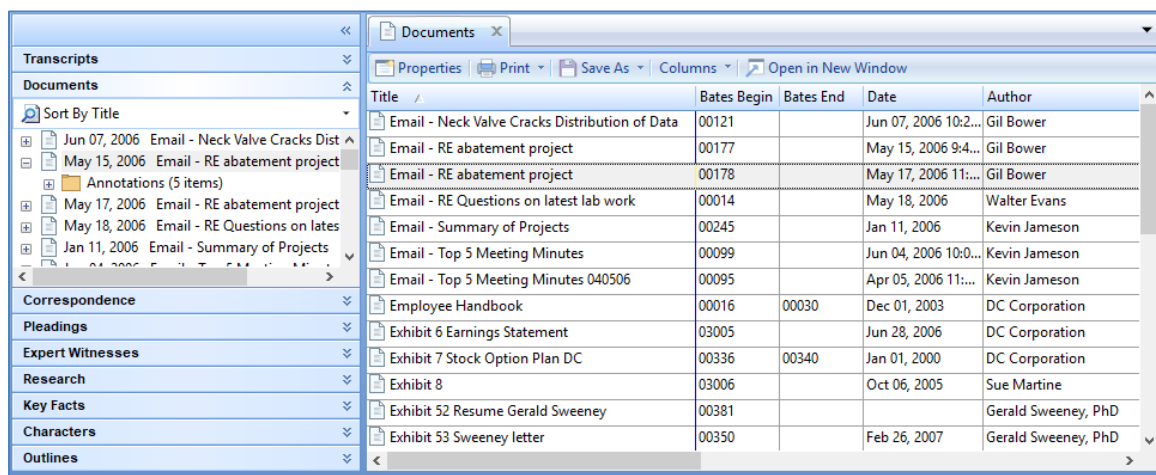 Transcripts
Documents
Sort By Title
Jun 07, 2006 Email - Neck Valve Cracks Dist
May 15, 2006 Email - RE abatement project
Annotations (5 items)
May 17, 2006 Email - RE abatement project
May 18, 2006 Email - RE Questions on lates
Jan 11, 2006 Email - Summary of Projects
Correspondence
Pleadings
Expert Witnesses
Research
Key Facts
Characters
Outlines
Documents
Properties Print Save As Columns Open in New Window
Title Bates Begin Bates End Date Author
Email - Neck Valve Cracks Distribution of Data 00121 Jun 07, 2006 10:2... Gil Bower
Email - RE abatement project 00177 May 15, 2006 9:4... Gil Bower
Email - RE abatement project 00178 May 17, 2006 11:... Gil Bower
Email - RE Questions on latest lab work 00014 May 18, 2006 Walter Evans
Email - Summary of Projects 00245 Jan 11, 2006 Kevin Jameson
Email - Top 5 Meeting Minutes 00099 Jun 04, 2006 10:0... Kevin Jameson
Email - Top 5 Meeting Minutes 040506 00095 Apr 05, 2006 11:... Kevin Jameson
Employee Handbook 00016 00030 Dec 01, 2003 DC Corporation
Exhibit 6 Earnings Statement 03005 Jun 28, 2006 DC Corporation
Exhibit 7 Stock Option Plan DC 00336 00340 Jan 01, 2000 DC Corporation
Exhibit 8 03006 Oct 06, 2005 Sue Martine
Exhibit 52 Resume Gerald Sweeney 00381 Gerald Sweeney, PhD
Exhibit 53 Sweeney letter 00350 Feb 26, 2007 Gerald Sweeney, PhD